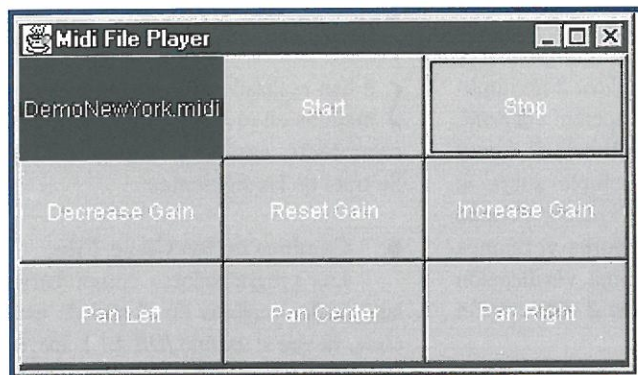 Midi File Player
DemoNewYork.midi Start Stop
Decrease Gain Reset Gain Increase Gain
Pan Left Pan Center Pan Right